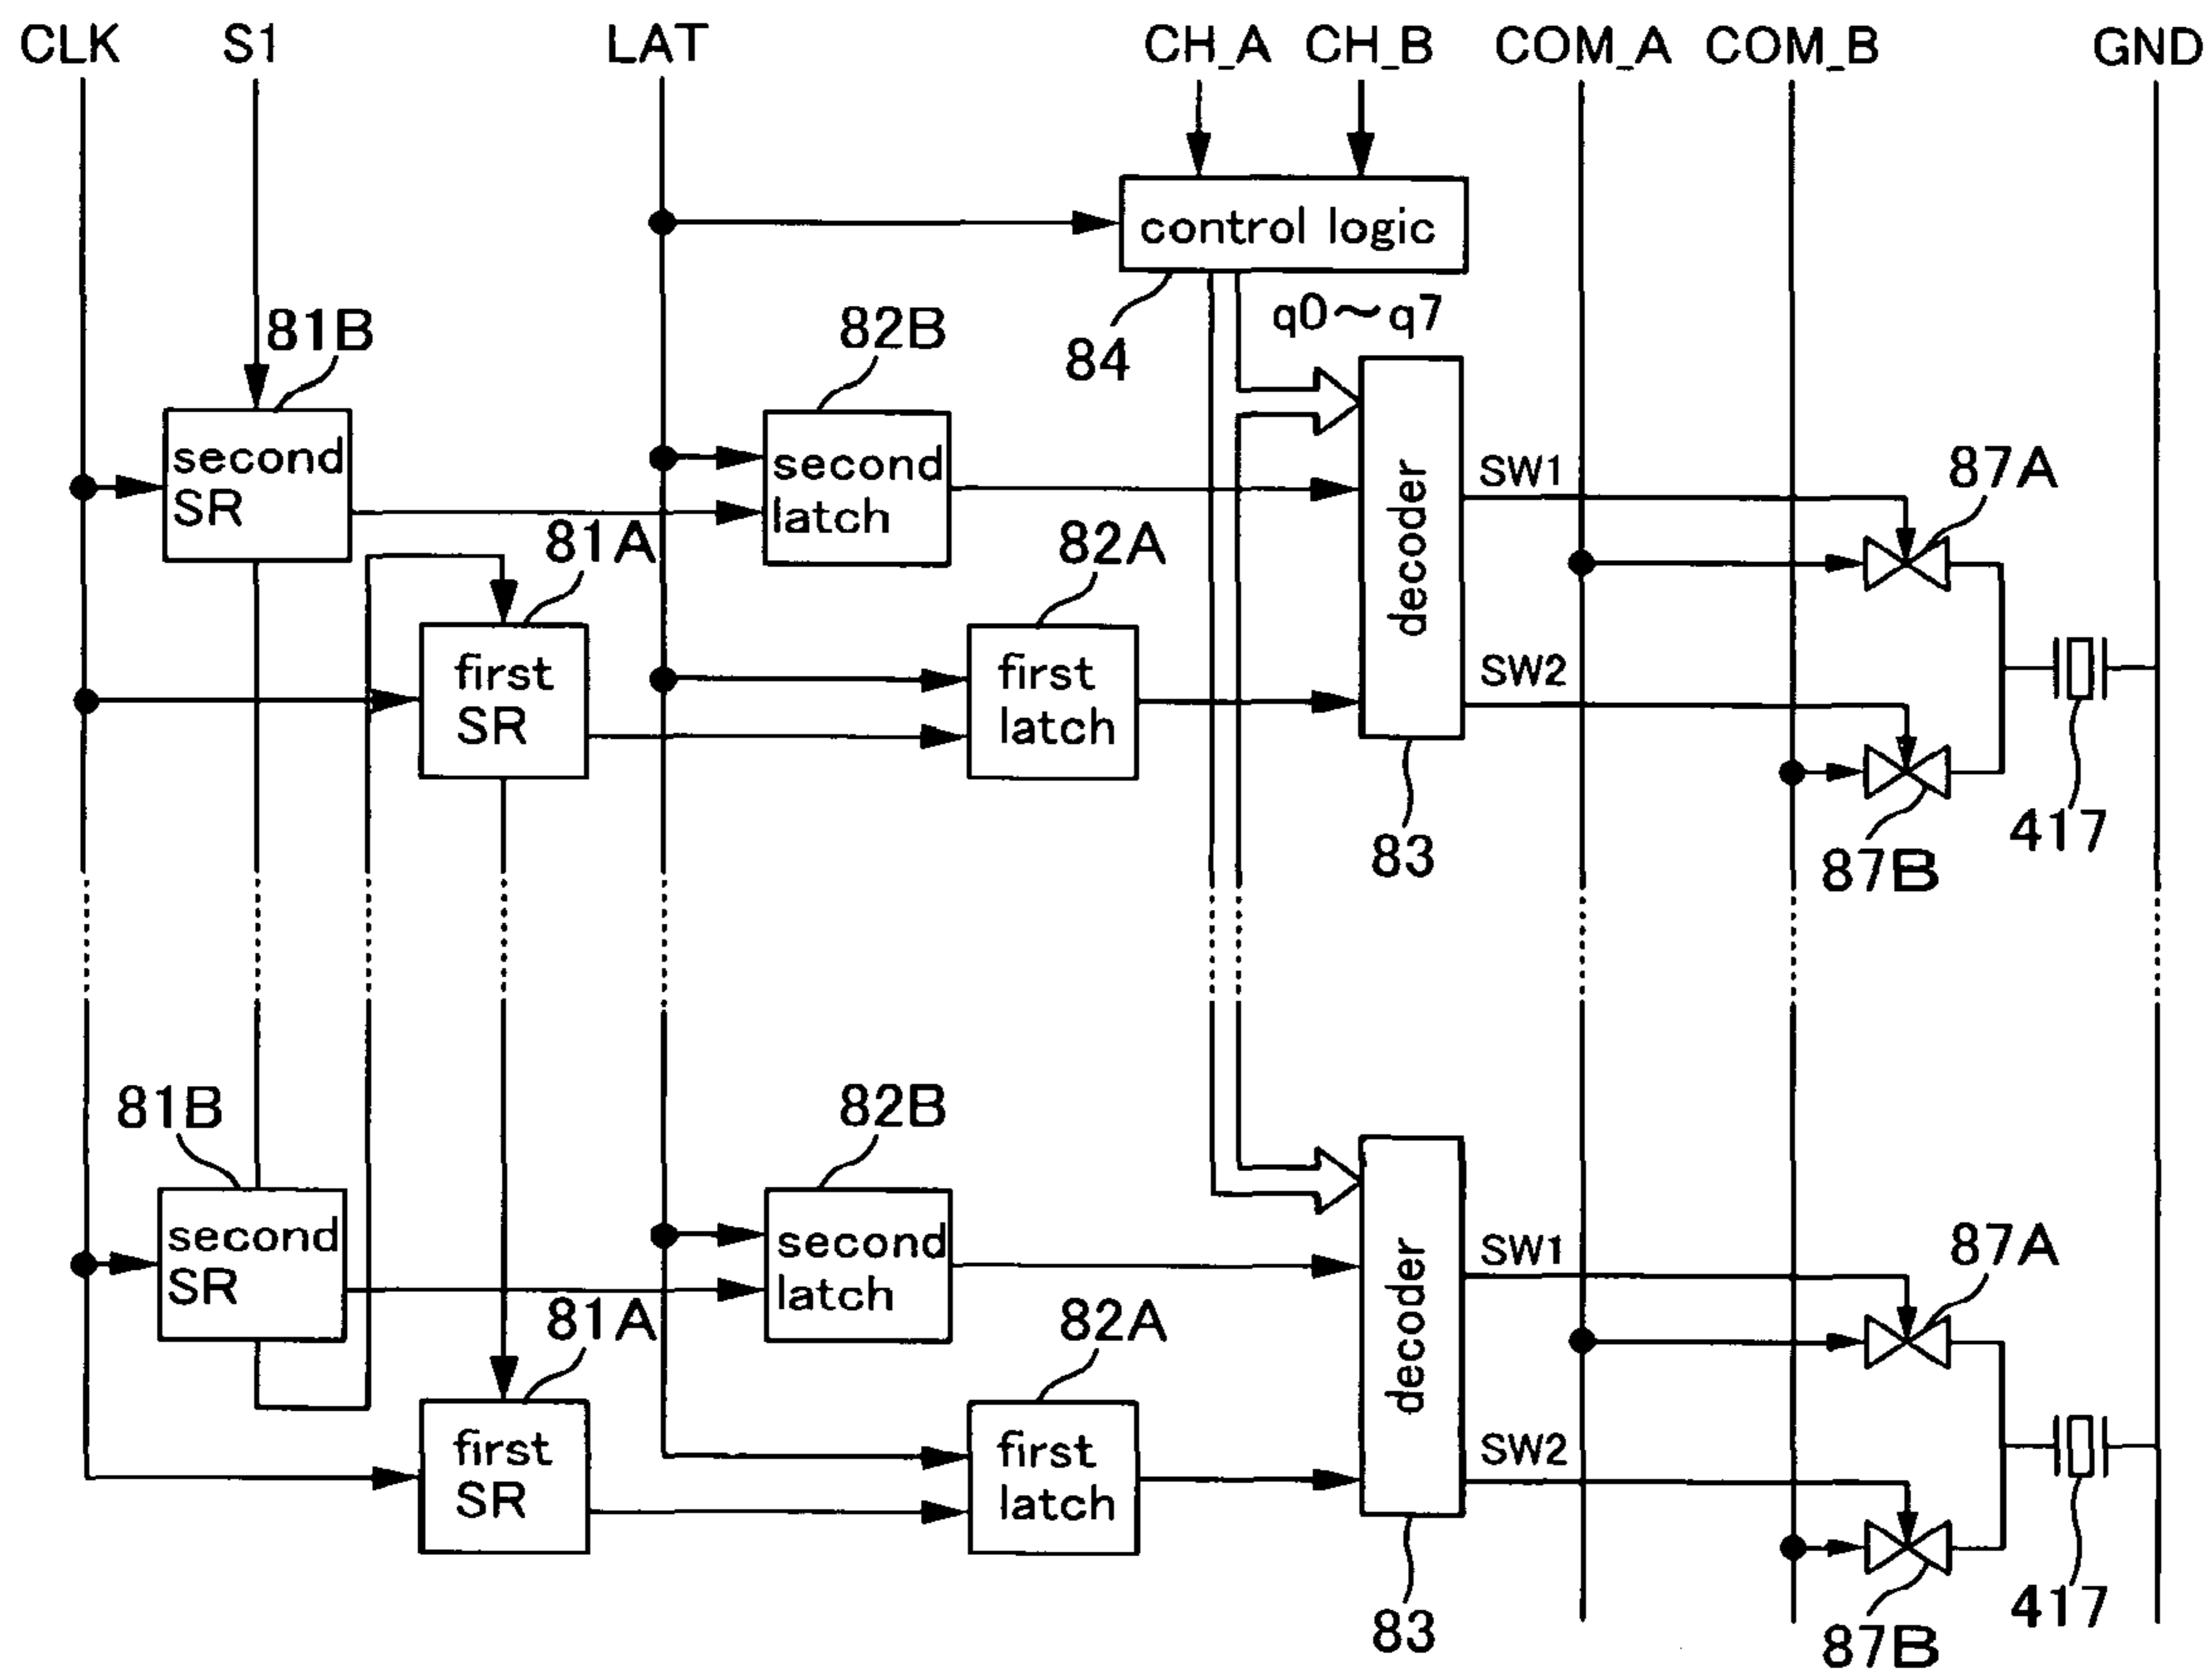 CLK S1 LAT CH_A CH_B COM_A COM_B GND
control logic
84
q0～q7
81B
second
SR
82B
second
latch
81A
first
SR
82A
first
latch
decoder
83
SW1
SW2
87A
87B
417
81B
second
SR
82B
second
latch
81A
first
SR
82A
first
latch
decoder
83
SW1
SW2
87A
87B
417